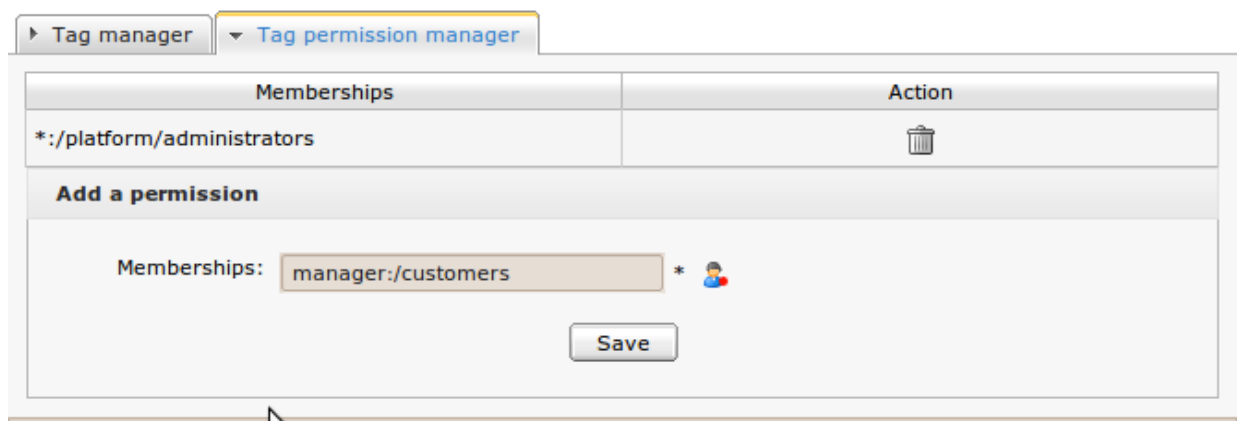 Tag manager Tag permission manager
Memberships Action
*:/platform/administrators
Add a permission
Memberships: manager:/customers *
Save